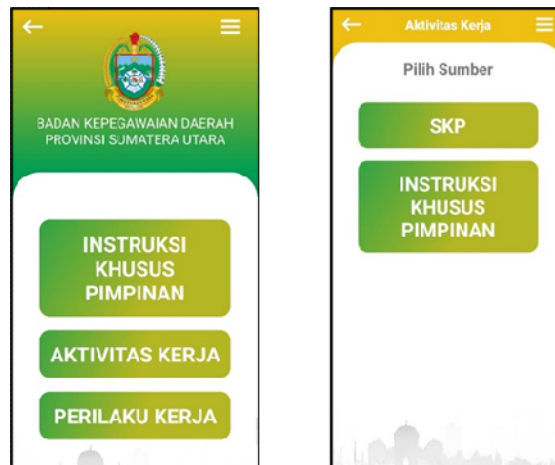 BADAN KEPEGAWAIAN DAERAH
PROVINSI SUMATERA UTARA
INSTRUKSI
KHUSUS
PIMPINAN
AKTIVITAS KERJA
PERILAKU KERJA
Aktivitas Kerja
Pilih Sumber
SKP
INSTRUKSI
KHUSUS
PIMPINAN